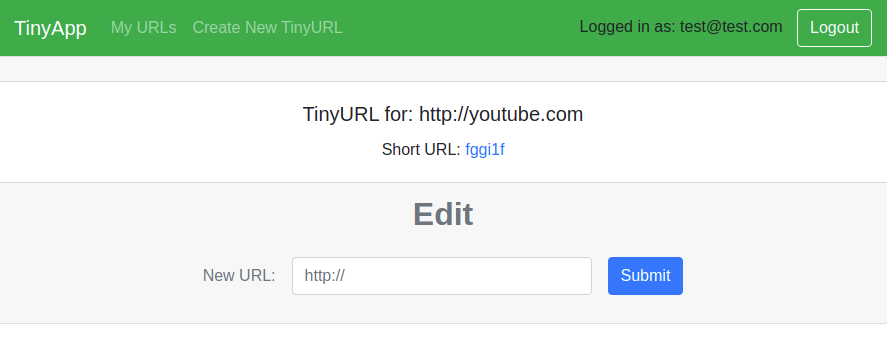 TinyApp My URLs Create New TinyURL Logged in as: test@test.com Logout
TinyURL for: http://youtube.com
Short URL: fggi1f
Edit
New URL: http:// Submit